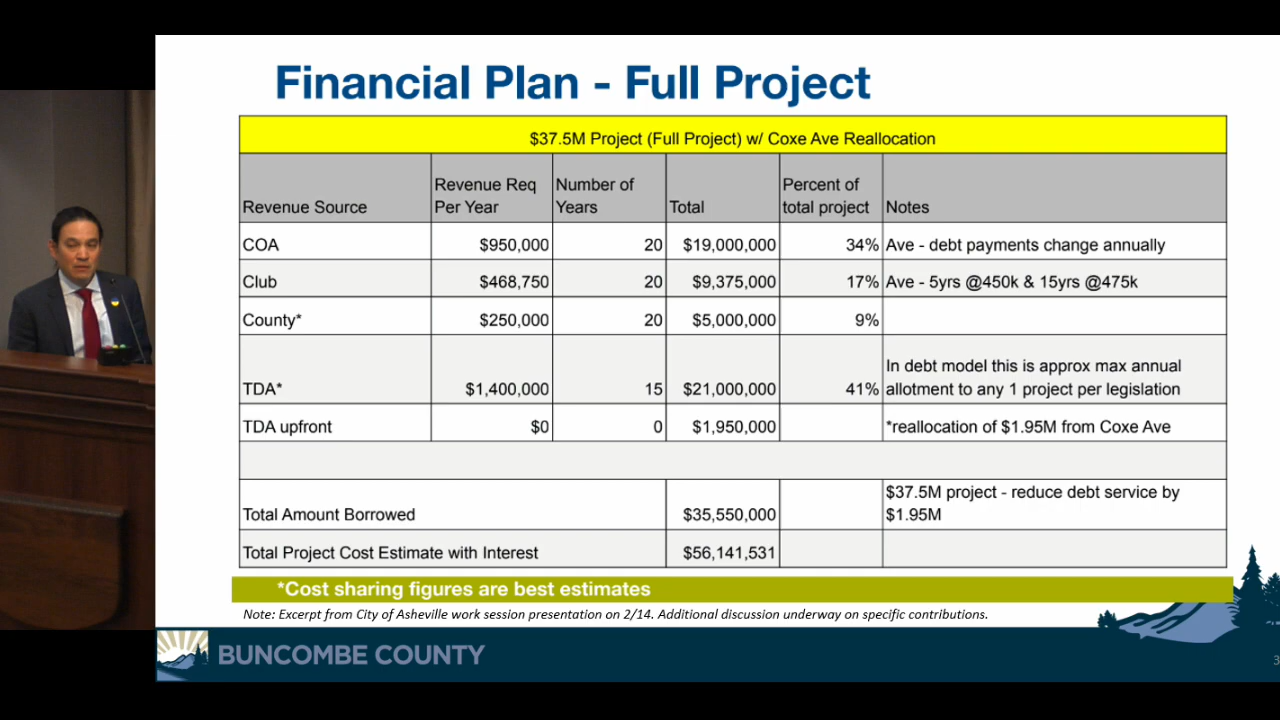 Financial Plan - Full Project
$37.5M Project (Full Project) w/ Coxe Ave Reallocation
Revenue Source
Revenue Req Per Year
Number of Years
Total
Percent of total project
Notes
COA $950,000 20 $19,000,000 34% Ave - debt payments change annually
Club $468,750 20 $9,375,000 17% Ave - 5yrs @450k & 15yrs @475k
County* $250,000 20 $5,000,000 9%
TDA* $1,400,000 15 $21,000,000 41% In debt model this is approx max annual
allotment to any 1 project per legislation
TDA upfront $0 0 $1,950,000 *reallocation of $1.95M from Coxe Ave
Total Amount Borrowed $35,550,000 $37.5M project - reduce debt service by
$1.95M
Total Project Cost Estimate with Interest $56,141,531
*Cost sharing figures are best estimates
Note: Excerpt from City of Asheville work session presentation on 2/14. Additional discussion underway on specific contributions.
BUNCOMBE COUNTY
3